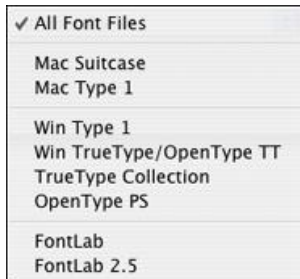 ✓ All Font Files
Mac Suitcase
Mac Type 1
Win Type 1
Win TrueType/OpenType TT
TrueType Collection
OpenType PS
FontLab
FontLab 2.5